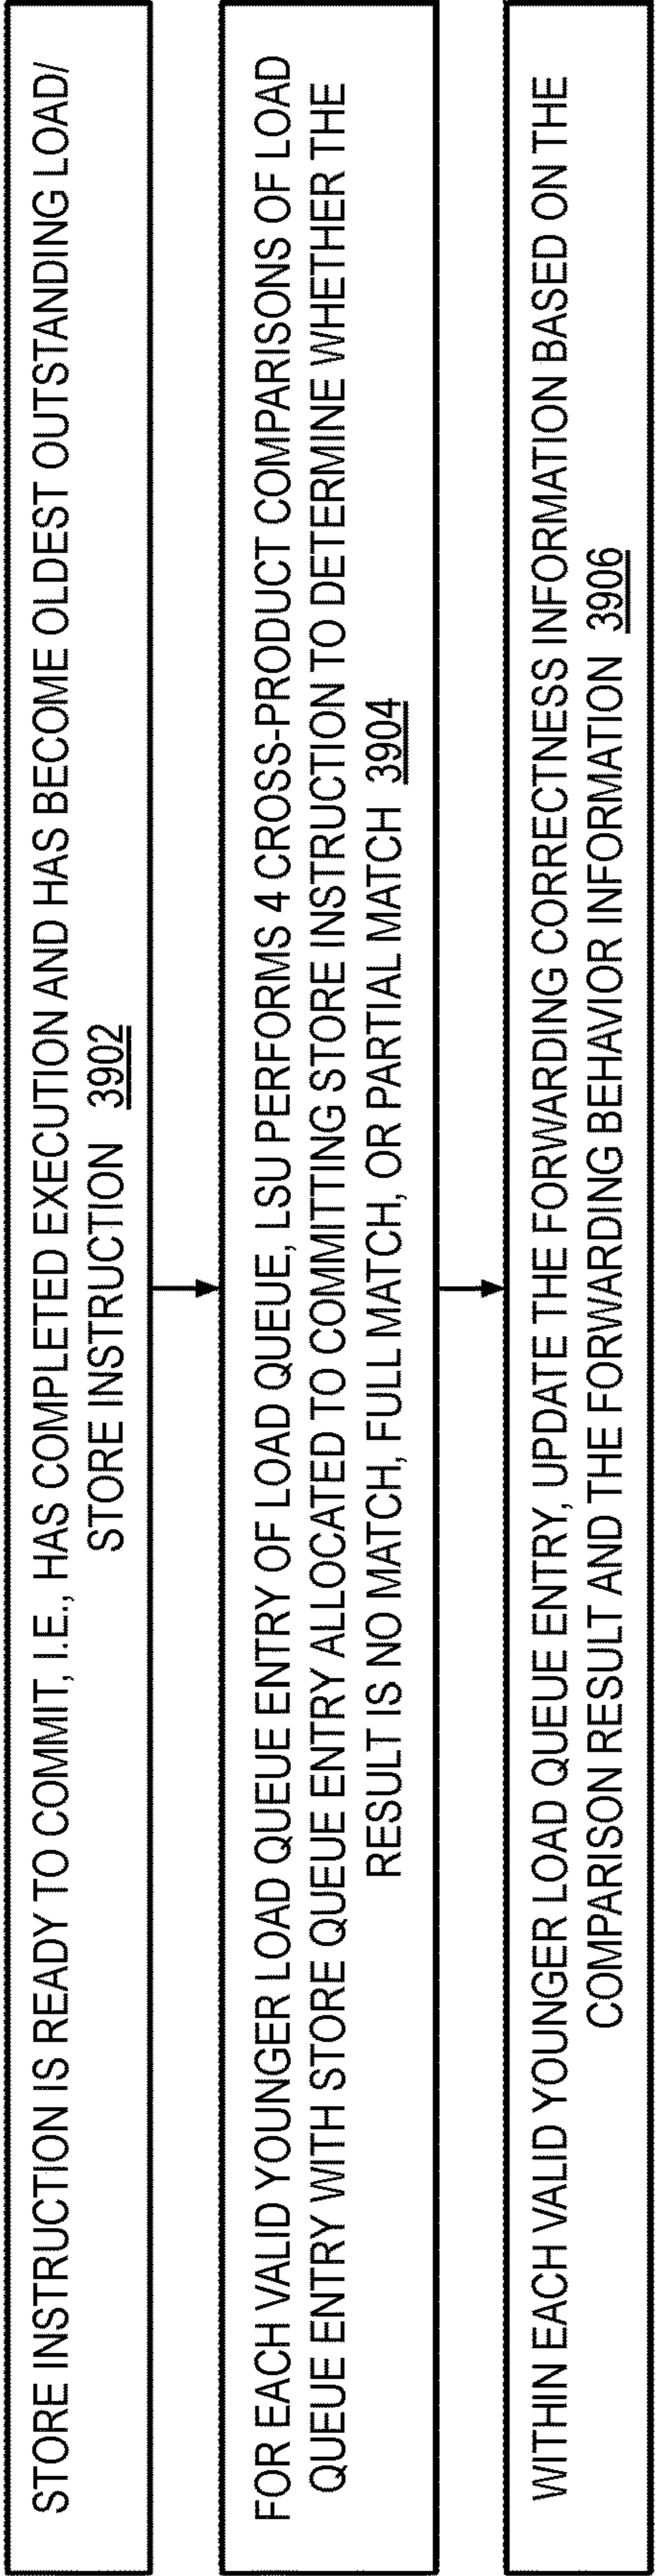 STORE INSTRUCTION IS READY TO COMMIT, I.E., HAS COMPLETED EXECUTION AND HAS BECOME OLDEST OUTSTANDING LOAD/
STORE INSTRUCTION 3902
FOR EACH VALID YOUNGER LOAD QUEUE ENTRY OF LOAD QUEUE, LSU PERFORMS 4 CROSS-PRODUCT COMPARISONS OF LOAD
QUEUE ENTRY WITH STORE QUEUE ENTRY ALLOCATED TO COMMITTING STORE INSTRUCTION TO DETERMINE WHETHER THE
RESULT IS NO MATCH, FULL MATCH, OR PARTIAL MATCH 3904
WITHIN EACH VALID YOUNGER LOAD QUEUE ENTRY, UPDATE THE FORWARDING CORRECTNESS INFORMATION BASED ON THE
COMPARISON RESULT AND THE FORWARDING BEHAVIOR INFORMATION 3906